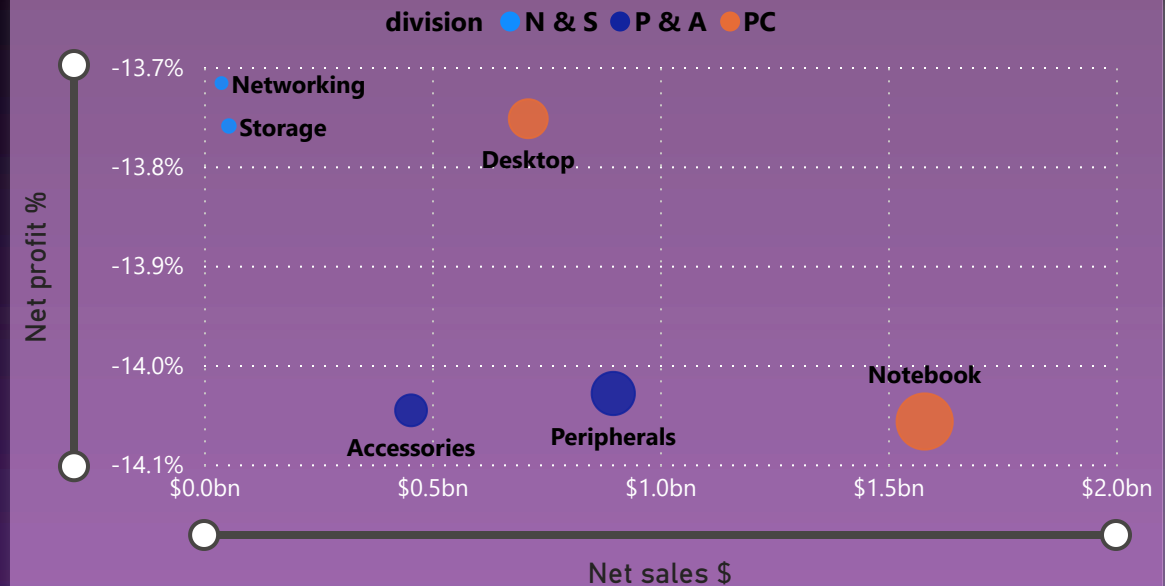 division N & S P & A PC
-13.7%
Networking
Storage
Desktop
-13.8%
-13.9%
Net profit %
-14.0%
Notebook
Peripherals
Accessories
-14.1%
$0.0bn $0.5bn $1.0bn $1.5bn $2.0bn
Net sales $